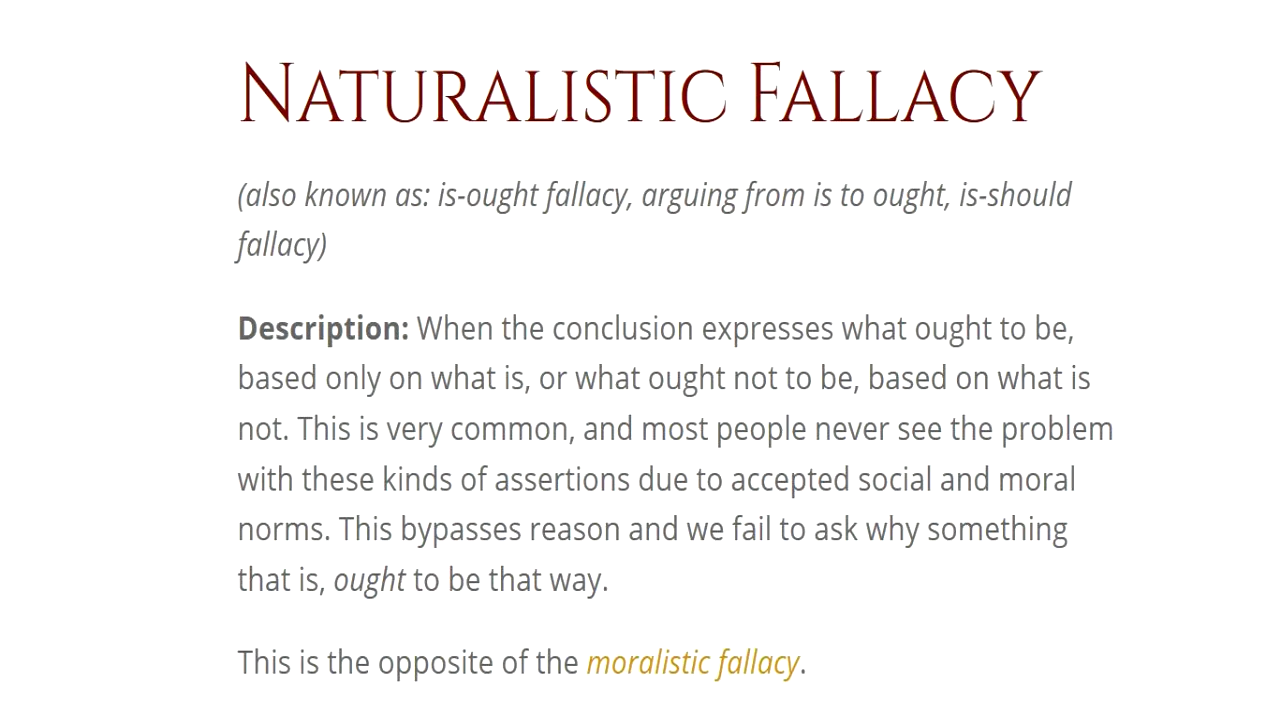 Naturalistic Fallacy
(also known as: is-ought fallacy, arguing from is to ought, is-should
fallacy)
Description: When the conclusion expresses what ought to be,
based only on what is, or what ought not to be, based on what is
not. This is very common, and most people never see the problem
with these kinds of assertions due to accepted social and moral
norms. This bypasses reason and we fail to ask why something
that is, ought to be that way.
This is the opposite of the moralistic fallacy.